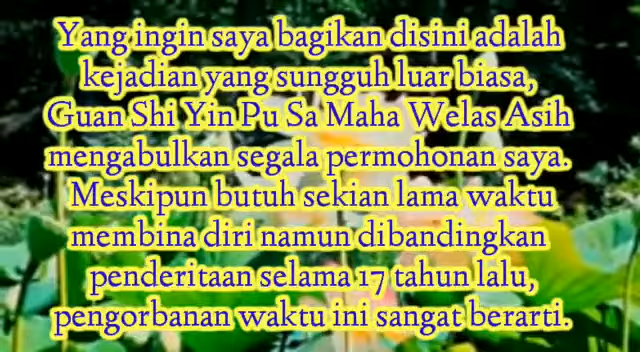 Yang ingin saya bagikan disini adalah
kejadian yang sungguh luar biasa,
Guan Shi Yin Pu Sa Maha Welas Asih
mengabulkan segala permohonan saya.
Meskipun butuh sekian lama waktu
membina diri namun dibandingkan
penderitaan selama 17 tahun lalu,
pengorbanan waktu ini sangat berarti.